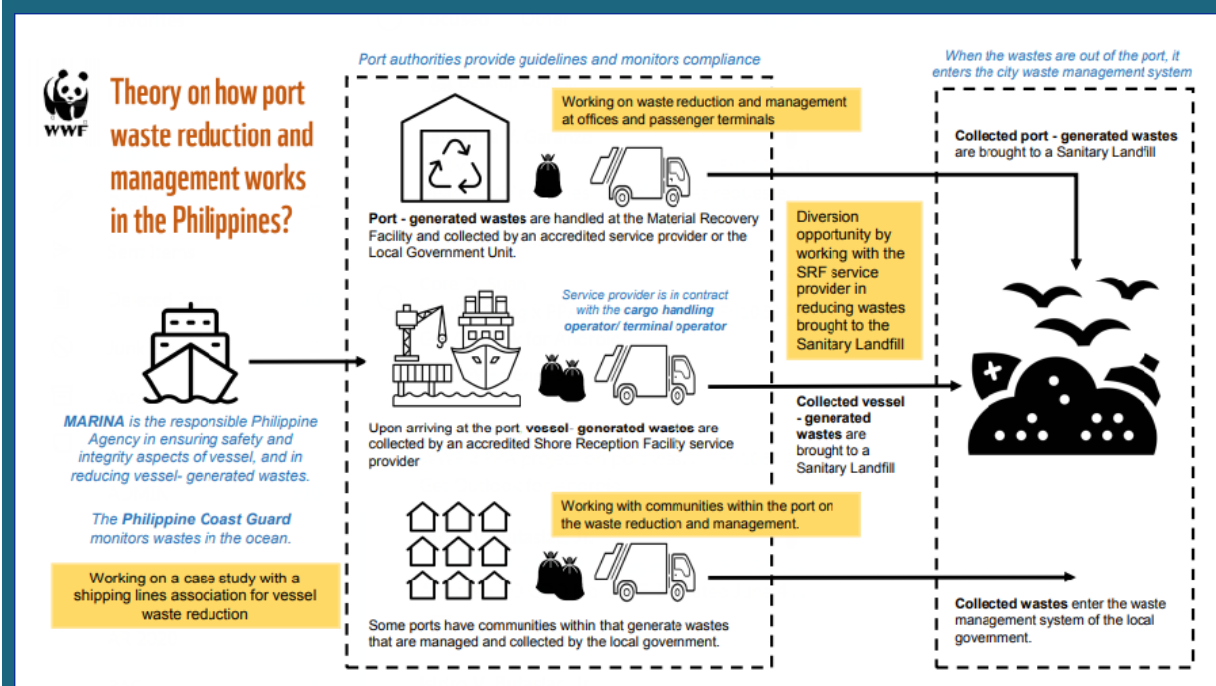 WWF
Theory on how port
waste reduction and
management works
in the Philippines?
MARINA is the responsible Philippine
Agency in ensuring safety and
integrity aspects of vessel, and in
reducing vessel- generated wastes.
The Philippine Coast Guard
monitors wastes in the ocean.
Working on a case study with a
shipping lines association for vessel
waste reduction
Port authorities provide guidelines and monitors compliance
Working on waste reduction and management
at offices and passenger terminals
Port - generated wastes are handled at the Material Recovery
Facility and collected by an accredited service provider or the
Local Government Unit.
Service provider is in contract
with the cargo handling
operator/ terminal operator
Upon arriving at the port, vessel- generated wastes are
collected by an accredited Shore Reception Facility service
provider
Working with communities within the port on
the waste reduction and management.
Some ports have communities within that generate wastes
that are managed and collected by the local government.
Diversion
opportunity by
working with the
SRF service
provider in
reducing wastes
brought to the
Sanitary Landfill
Collected vessel
- generated
wastes are
brought to a
Sanitary Landfill
When the wastes are out of the port, it
enters the city waste management system
Collected port - generated wastes
are brought to a Sanitary Landfill
Collected wastes enter the waste
management system of the local
government.